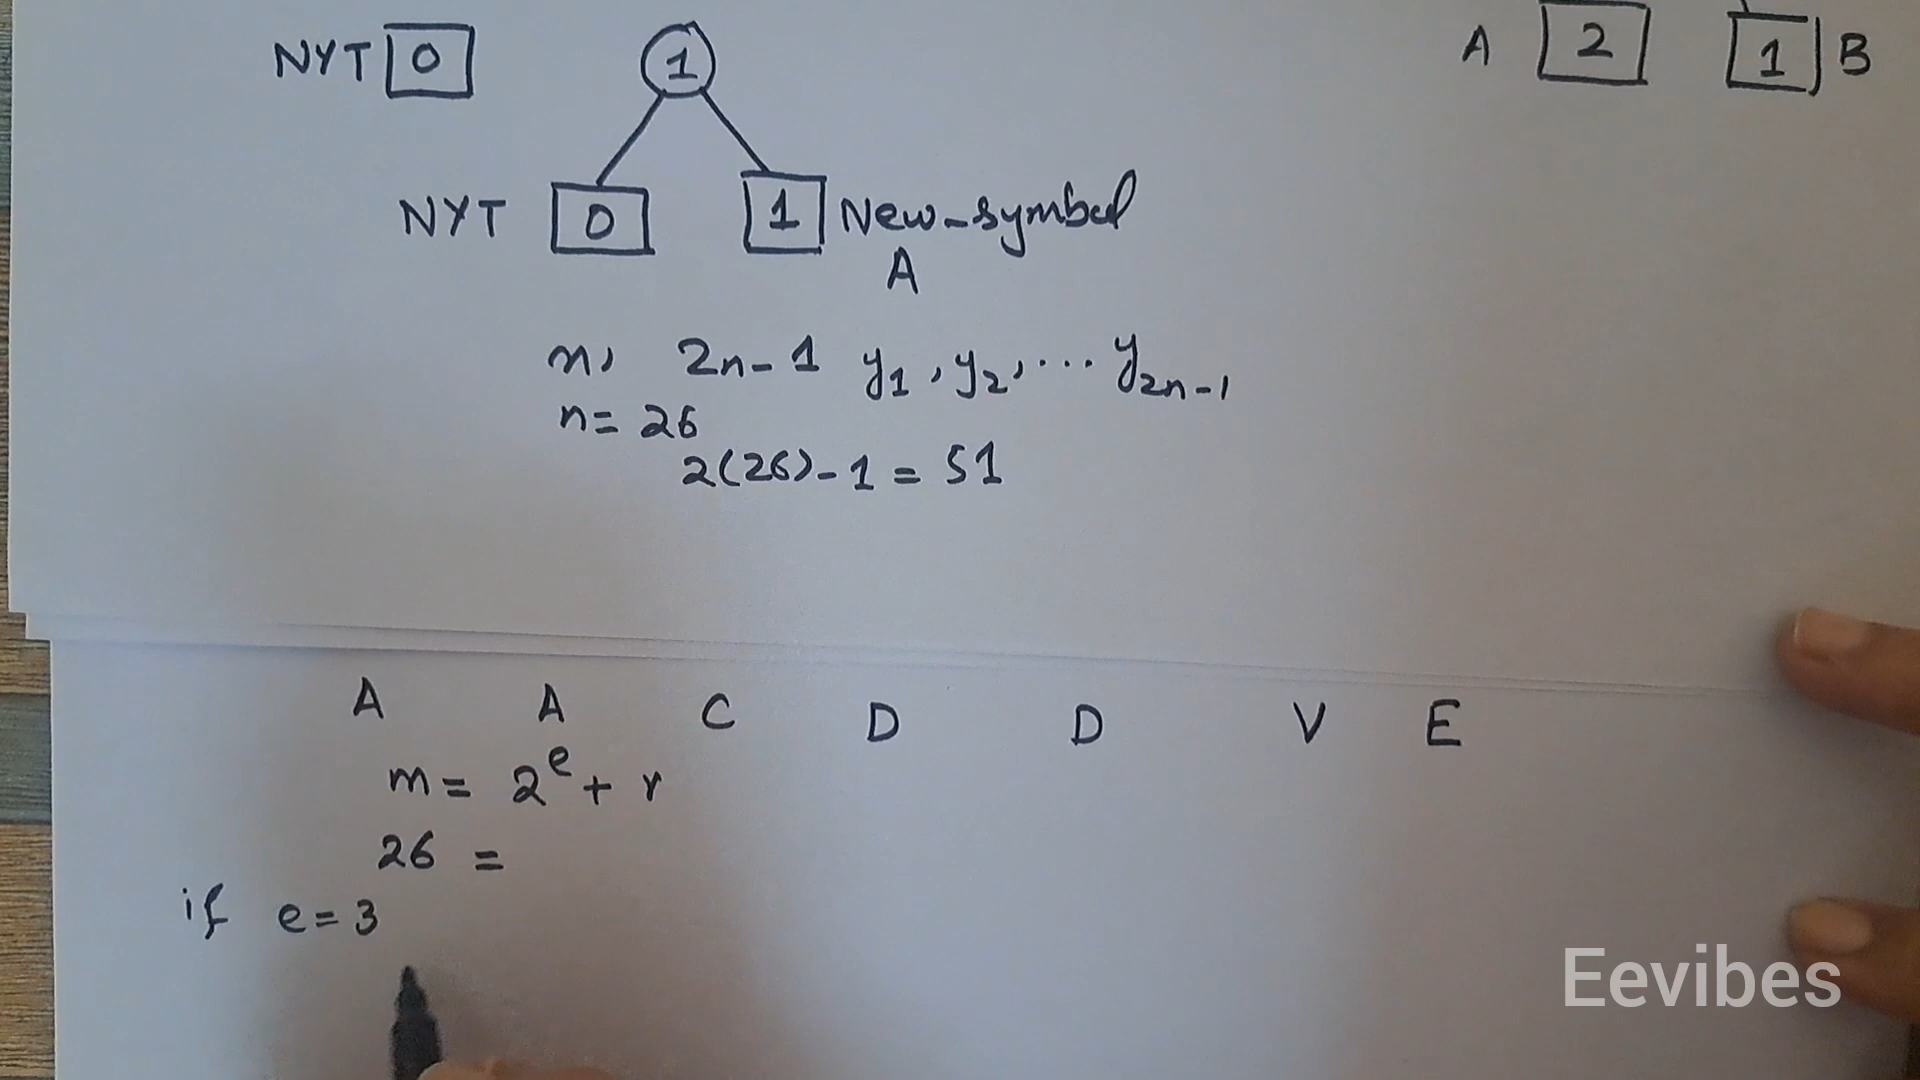 NYT 0 1 A 2 1 B
NYT 0 1 New-symbol
A
n, 2n-1 y1, y2, ... y2n-1
n= 26
2(26)-1 = 51
A A C D D V E
m= 2^e + r
26 =
if e=3
Eevibes